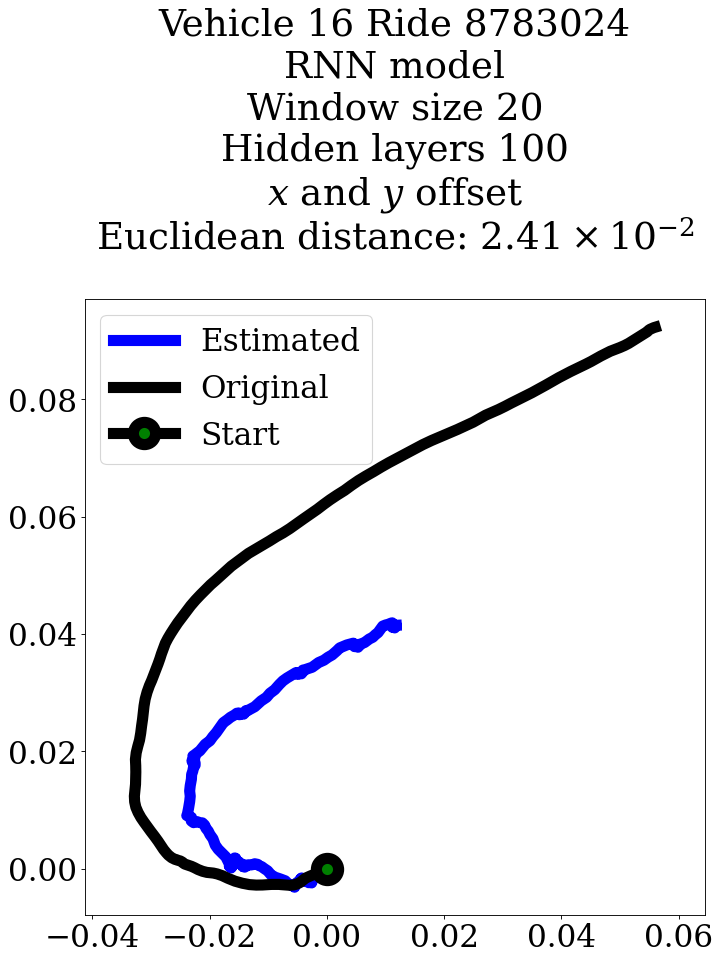 Vehicle 16 Ride 8783024
RNN model
Window size 20
Hidden layers 100
x and y offset
Euclidean distance: 2.41 × 10⁻²
Estimated
Original
Start
0.08
0.06
0.04
0.02
0.00
−0.04 −0.02 0.00 0.02 0.04 0.06